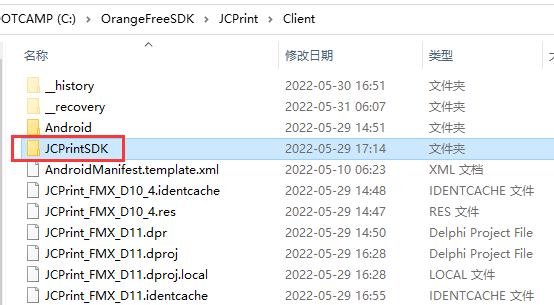 OOTCAMP (C:) > OrangeFreeSDK > JCPrint > Client
名称 修改日期 类型
__history 2022-05-30 16:51 文件夹
__recovery 2022-05-31 06:07 文件夹
Android 2022-05-29 14:51 文件夹
JCPrintSDK 2022-05-29 17:14 文件夹
AndroidManifest.template.xml 2022-05-10 06:23 XML 文档
JCPrint_FMX_D10_4.identcache 2022-05-29 14:48 IDENTCACHE 文件
JCPrint_FMX_D10_4.res 2022-05-29 14:47 RES 文件
JCPrint_FMX_D11.dpr 2022-05-29 14:50 Delphi Project File
JCPrint_FMX_D11.dproj 2022-05-29 16:28 Delphi Project File
JCPrint_FMX_D11.dproj.local 2022-05-29 16:28 LOCAL 文件
JCPrint_FMX_D11.identcache 2022-05-29 16:55 IDENTCACHE 文件